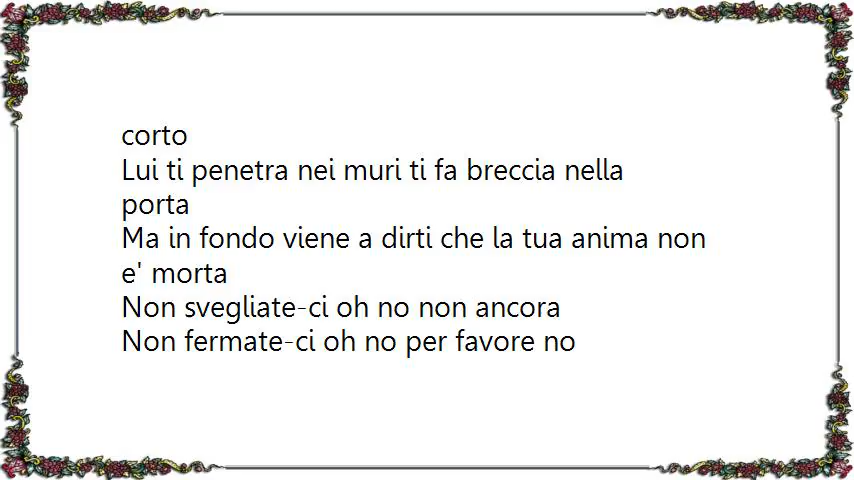 corto
Lui ti penetra nei muri ti fa breccia nella
porta
Ma in fondo viene a dirti che la tua anima non
e' morta
Non svegliate-ci oh no non ancora
Non fermate-ci oh no per favore no